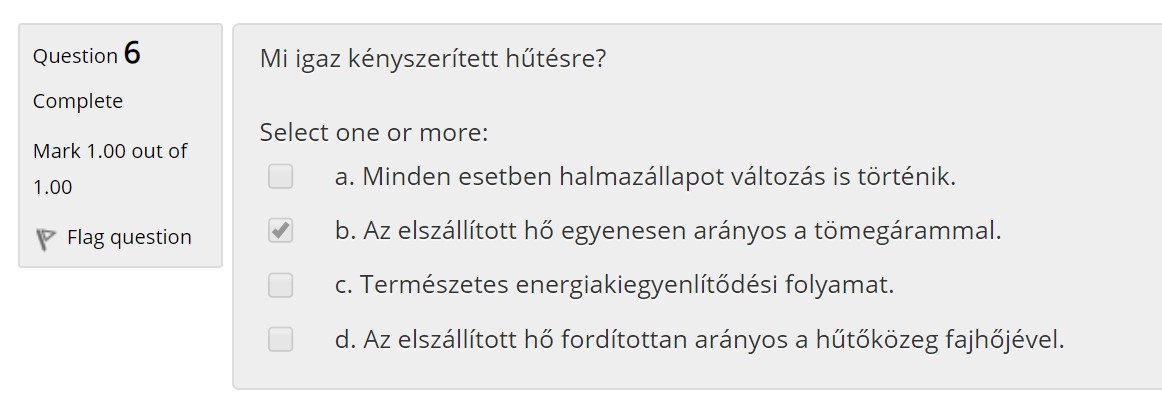 Question 6
Complete
Mark 1.00 out of
1.00
Flag question
Mi igaz kényszerített hűtésre?
Select one or more:
a. Minden esetben halmazállapot változás is történik.
b. Az elszállított hő egyenesen arányos a tömegárammal.
c. Természetes energiakiegyenlítődési folyamat.
d. Az elszállított hő fordítottan arányos a hűtőközeg fajhőjével.